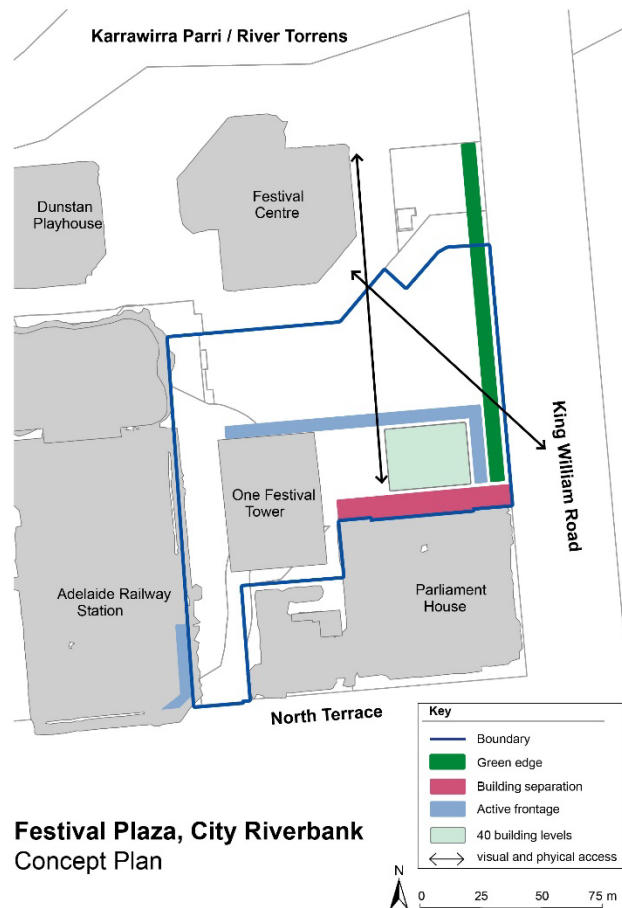 Karrawirra Parri / River Torrens
Dunstan
Playhouse
Festival
Centre
King William Road
One Festival
Tower
Adelaide Railway
Station
Parliament
House
North Terrace
Festival Plaza, City Riverbank
Concept Plan
Key
Boundary
Green edge
Building separation
Active frontage
40 building levels
visual and phyical access
N
0 25 50 75 m